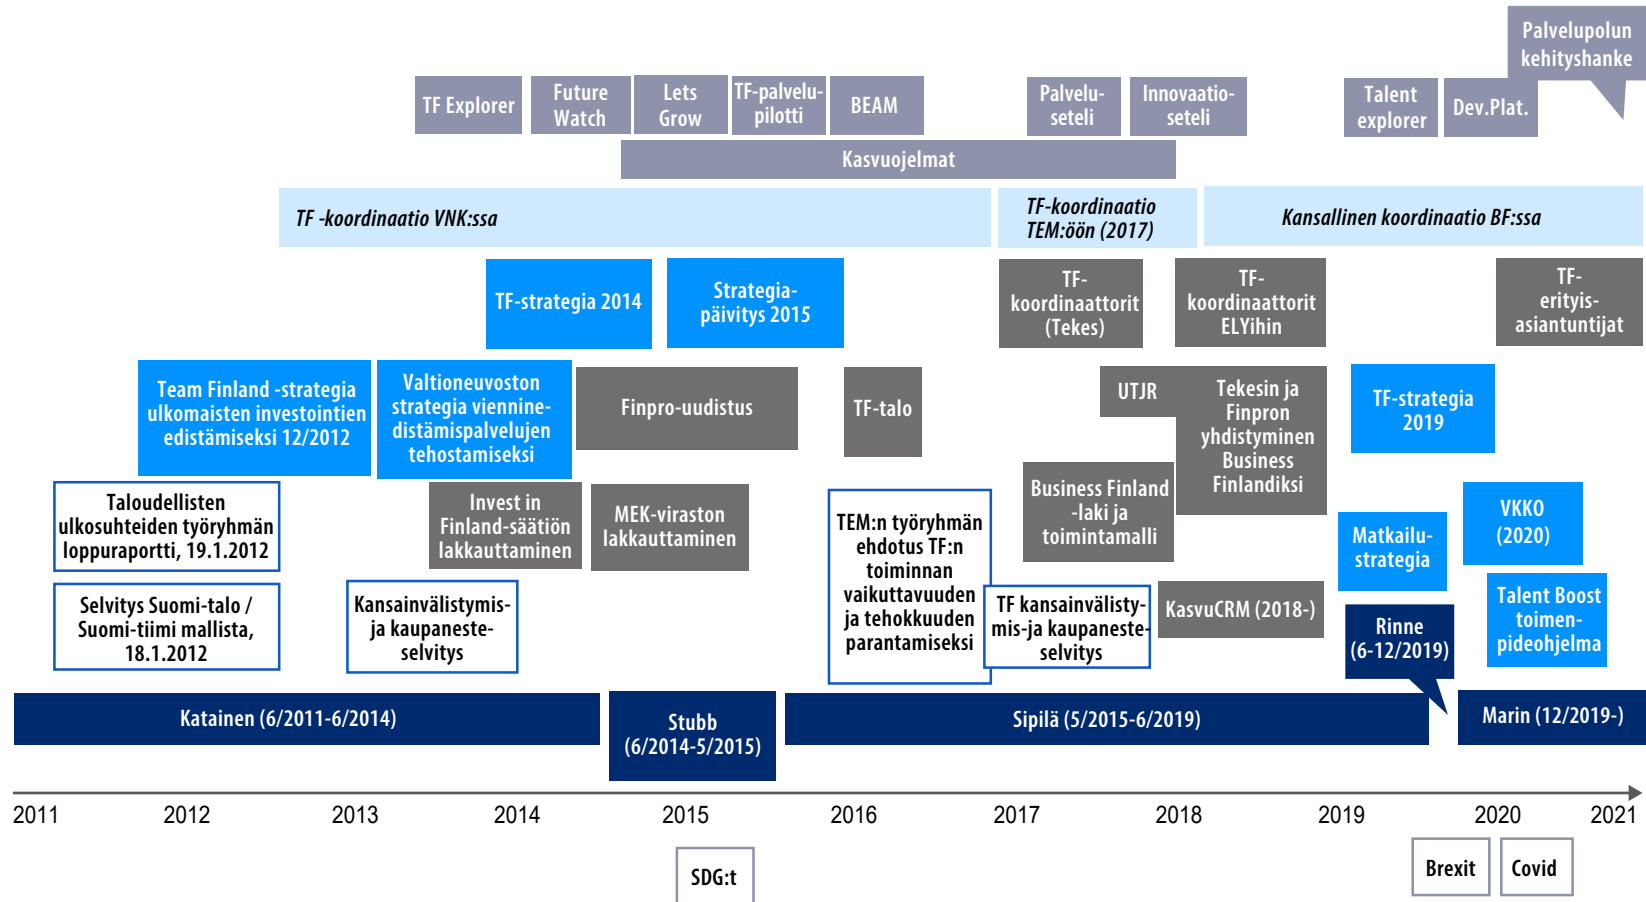 Palvelupolun
kehityshanke
TF Explorer
Future
Watch
Lets
Grow
TF-palvelu-
pilotti
BEAM
Palvelu-
seteli
Innovaatio-
seteli
Talent
explorer
Dev.Plat.
Kasvuojelmat
TF -koordinaatio VNK:ssa
TF-koordinaatio
TEM:öön (2017)
Kansallinen koordinaatio BF:ssa
TF-strategia 2014
Strategia-
päivitys 2015
TF-
koordinaattorit
(Tekes)
TF-
koordinaattorit
ELYihin
TF-
erityis-
asiantuntijat
Team Finland -strategia
ulkomaisten investointien
edistämiseksi 12/2012
Valtioneuvoston
strategia viennine-
distämispalvelujen
tehostamiseksi
Finpro-uudistus
TF-talo
UTJR
Tekesin ja
Finpron
yhdistyminen
Business
Finlandiksi
TF-strategia
2019
Taloudellisten
ulkosuhteiden työryhmän
loppuraportti, 19.1.2012
Invest in
Finland-säätiön
lakkauttaminen
MEK-viraston
lakkauttaminen
TEM:n työryhmän
ehdotus TF:n
toiminnan
vaikuttavuuden
ja tehokkuuden
parantamiseksi
Business Finland
-laki ja
toimintamalli
Matkailu-
strategia
VKKO
(2020)
Selvitys Suomi-talo /
Suomi-tiimi mallista,
18.1.2012
Kansainvälistymis-
ja kaupaneste-
selvitys
TF kansainvälisty-
mis-ja kaupaneste-
selvitys
KasvuCRM (2018-)
Rinne
(6-12/2019)
Talent Boost
toimen-
pideohjelma
Katainen (6/2011-6/2014)
Stubb
(6/2014-5/2015)
Sipilä (5/2015-6/2019)
Marin (12/2019-)
2011
2012
2013
2014
2015
2016
2017
2018
2019
2020
2021
SDG:t
Brexit
Covid